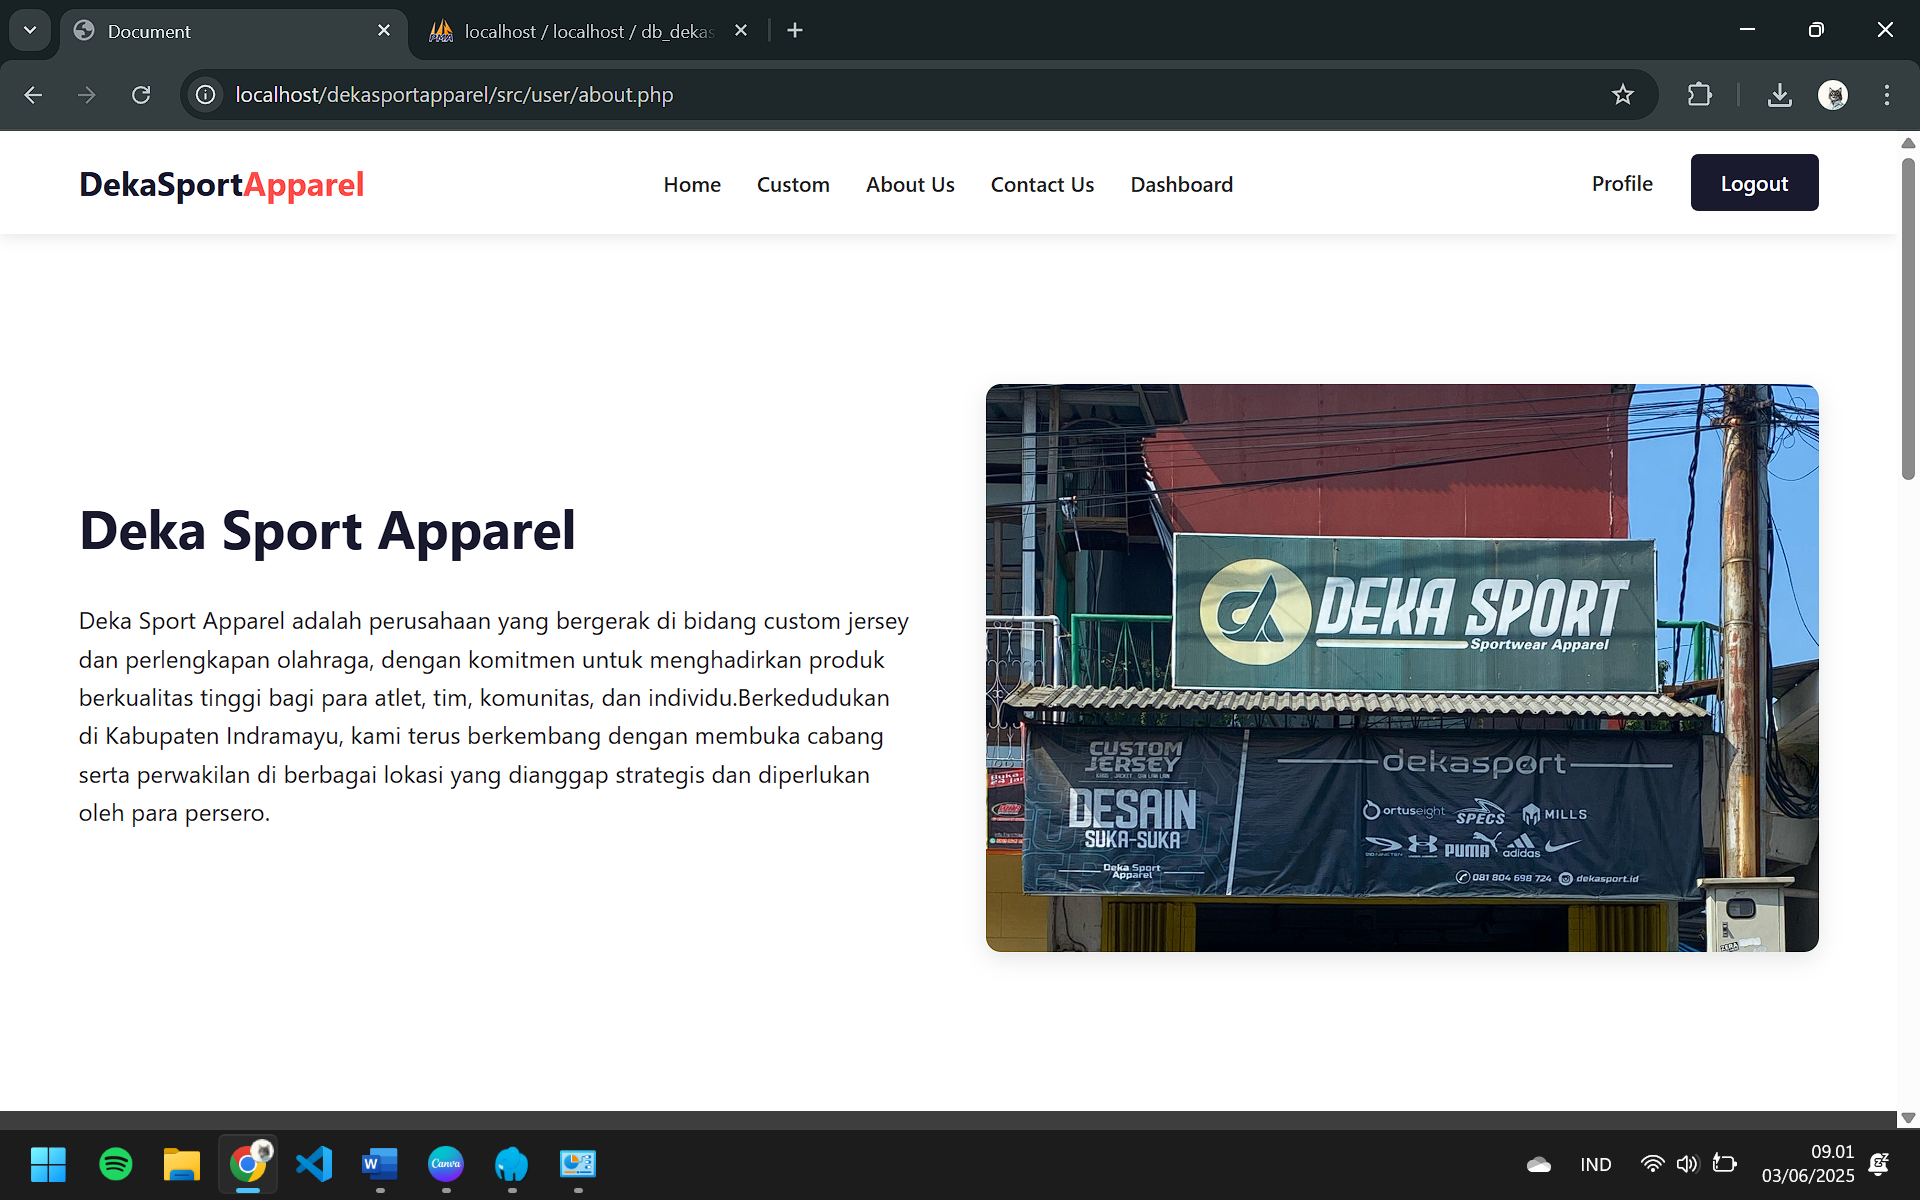 Document
localhost / localhost / db_dekas
localhost/dekasportapparel/src/user/about.php
DekaSportApparel
Home
Custom
About Us
Contact Us
Dashboard
Profile
Logout
Deka Sport Apparel
Deka Sport Apparel adalah perusahaan yang bergerak di bidang custom jersey
dan perlengkapan olahraga, dengan komitmen untuk menghadirkan produk
berkualitas tinggi bagi para atlet, tim, komunitas, dan individu.Berkedudukan
di Kabupaten Indramayu, kami terus berkembang dengan membuka cabang
serta perwakilan di berbagai lokasi yang dianggap strategis dan diperlukan
oleh para persero.
DEKA SPORT
Sportwear Apparel
CUSTOM
JERSEY
DESAIN
SUKA-SUKA
Deka Sport
Apparel
dekasport
ortuseight
SPECS
MILLS
PUMA
adidas
081 804 698 724
dekasport.id
Canva
IND
09.01
03/06/2025